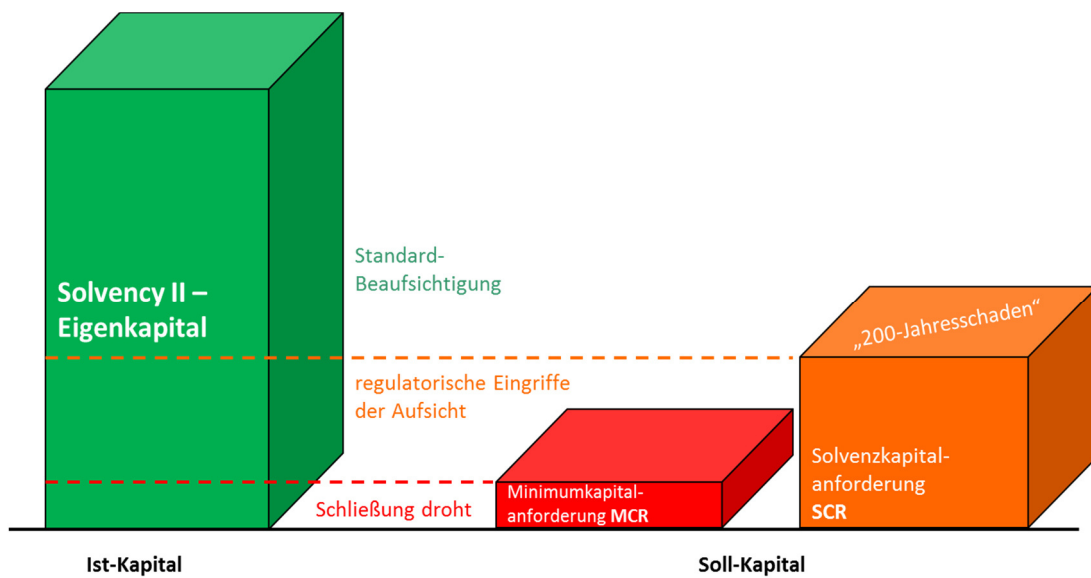 Standard-
Beaufsichtigung
Solvency II –
Eigenkapital
„200-Jahresschaden“
regulatorische Eingriffe
der Aufsicht
Solvenzkapital-
anforderung
SCR
Minimumkapital-
anforderung MCR
Schließung droht
Ist-Kapital
Soll-Kapital